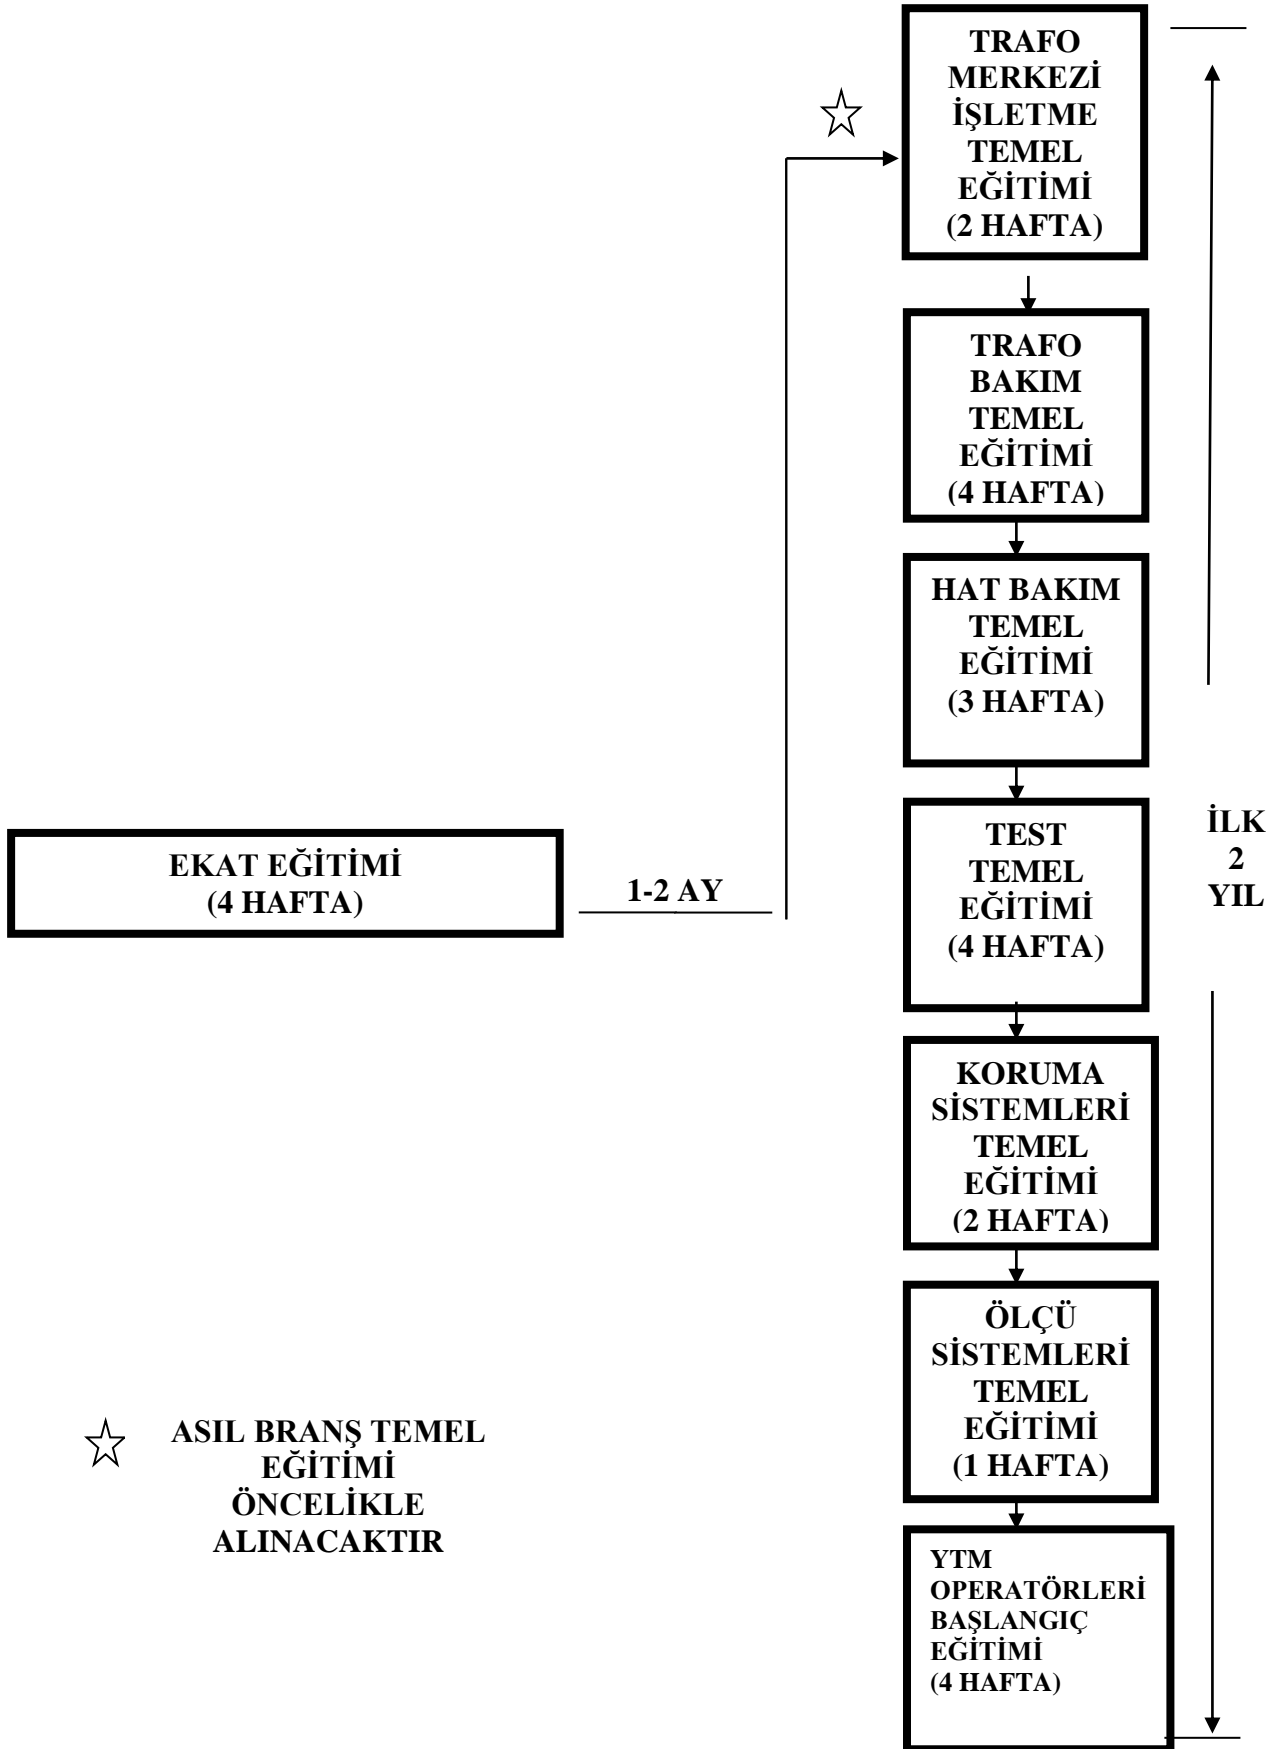 TRAFO
MERKEZİ
İŞLETME
TEMEL
EĞİTİMİ
(2 HAFTA)
TRAFO
BAKIM
TEMEL
EĞİTİMİ
(4 HAFTA)
HAT BAKIM
TEMEL
EĞİTİMİ
(3 HAFTA)
EKAT EĞİTİMİ
(4 HAFTA)
1-2 AY
TEST
TEMEL
EĞİTİMİ
(4 HAFTA)
İLK
2
YIL
KORUMA
SİSTEMLERİ
TEMEL
EĞİTİMİ
(2 HAFTA)
ÖLÇÜ
SİSTEMLERİ
TEMEL
EĞİTİMİ
(1 HAFTA)
ASIL BRANŞ TEMEL
EĞİTİMİ
ÖNCELİKLE
ALINACAKTIR
YTM
OPERATÖRLERİ
BAŞLANGIÇ
EĞİTİMİ
(4 HAFTA)